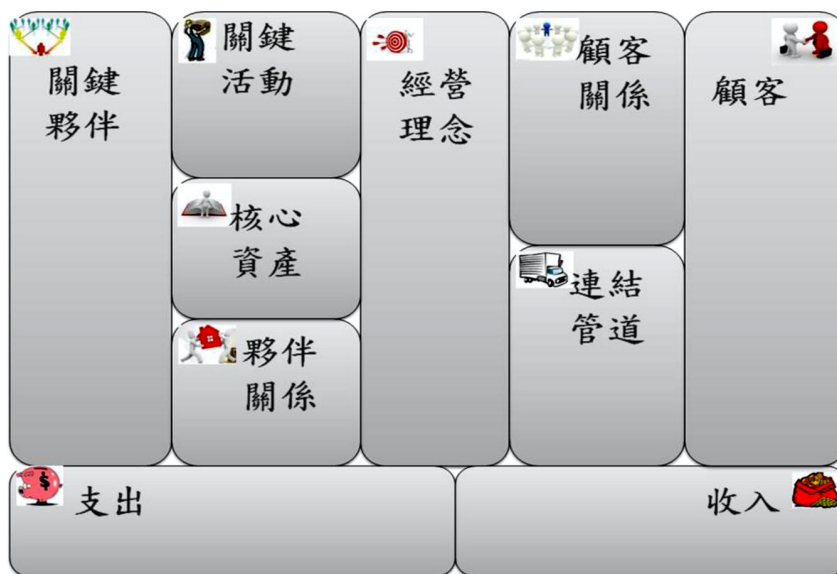 關鍵
夥伴
關鍵
活動
核心
資產
夥伴
關係
經營
理念
顧客
關係
連結
管道
顧客
支出
收入
$